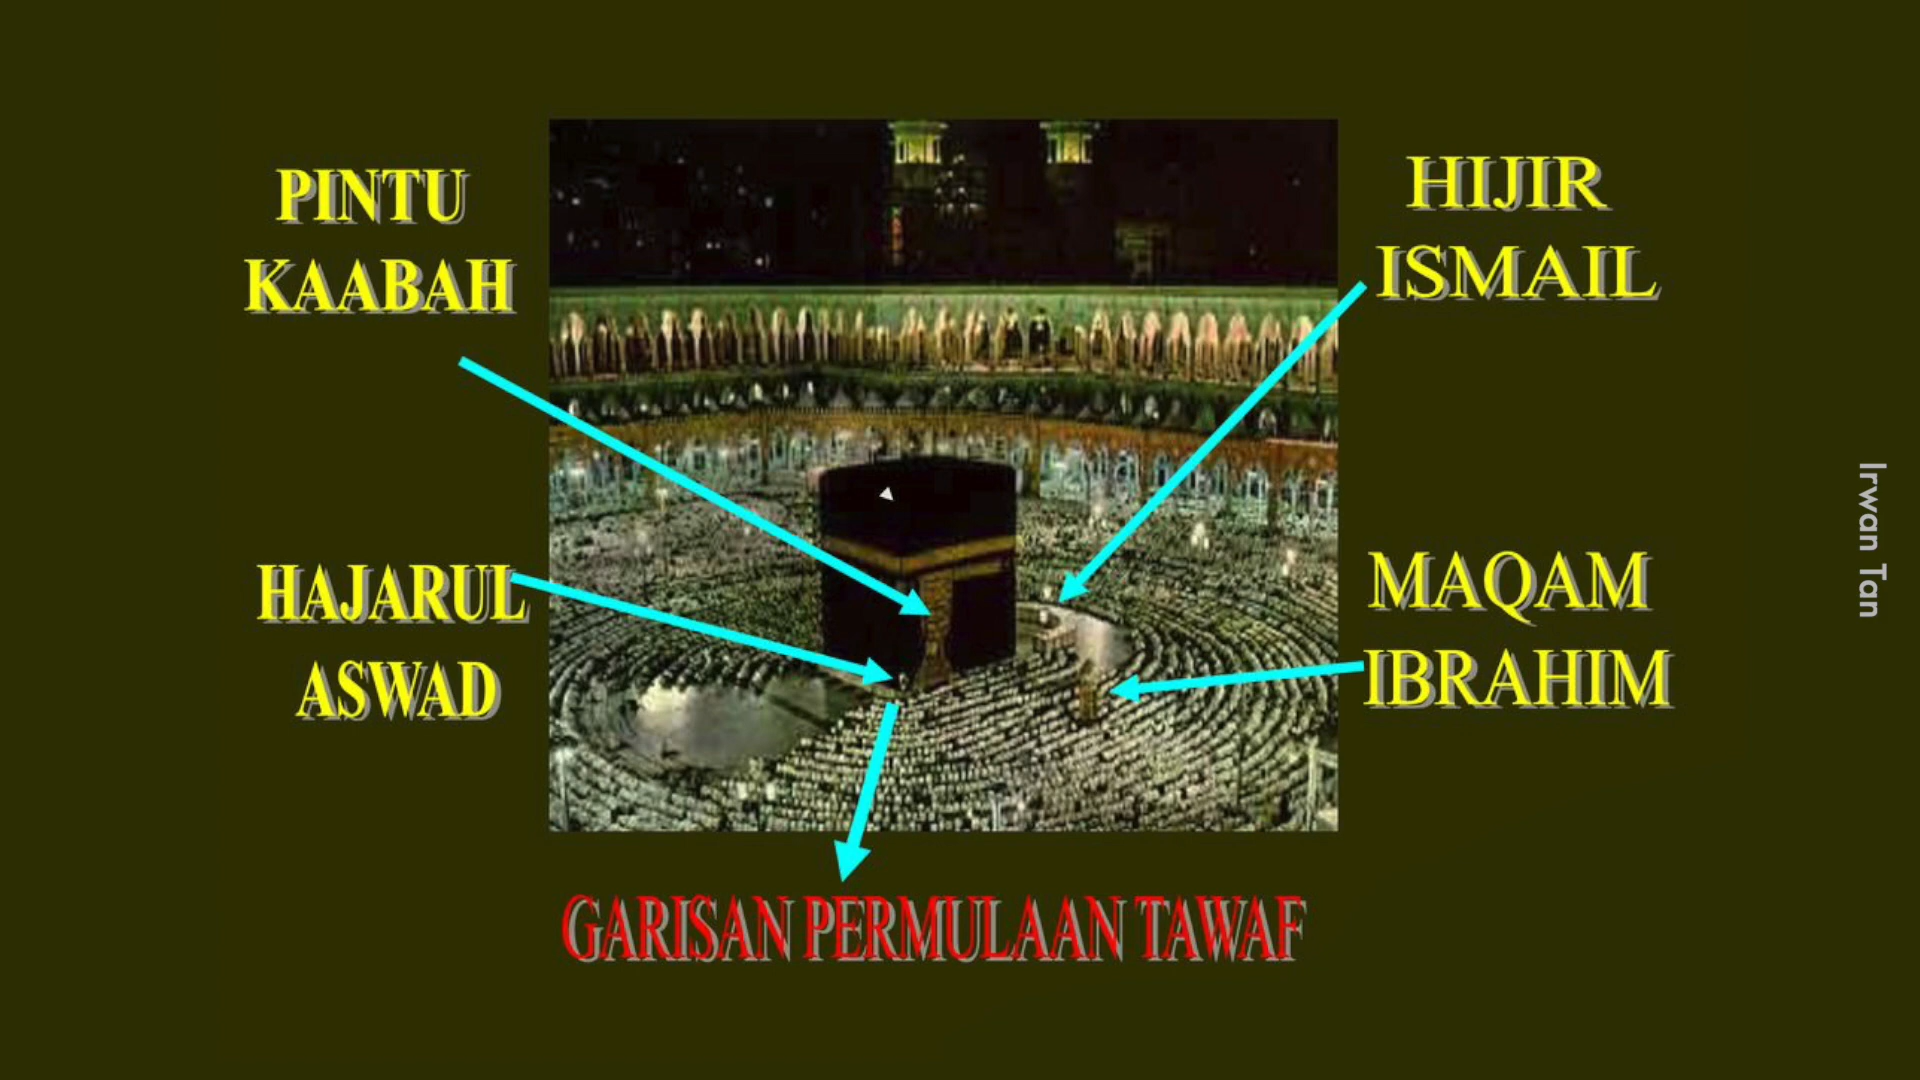 PINTU
KAABAH
HIJIR
ISMAIL
HAJARUL
ASWAD
MAQAM
IBRAHIM
GARISAN PERMULAAN TAWAF
Irwan Tan